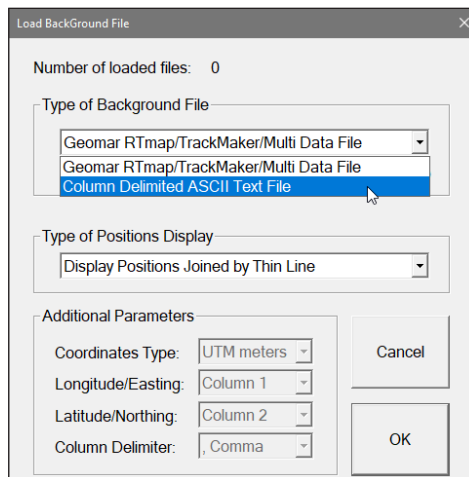 Load BackGround File
Number of loaded files: 0
Type of Background File
Geomar RTmap/TrackMaker/Multi Data File
Geomar RTmap/TrackMaker/Multi Data File
Column Delimited ASCII Text File
Type of Positions Display
Display Positions Joined by Thin Line
Additional Parameters
Coordinates Type: UTM meters
Longitude/Easting: Column 1
Latitude/Northing: Column 2
Column Delimiter: , Comma
Cancel
OK